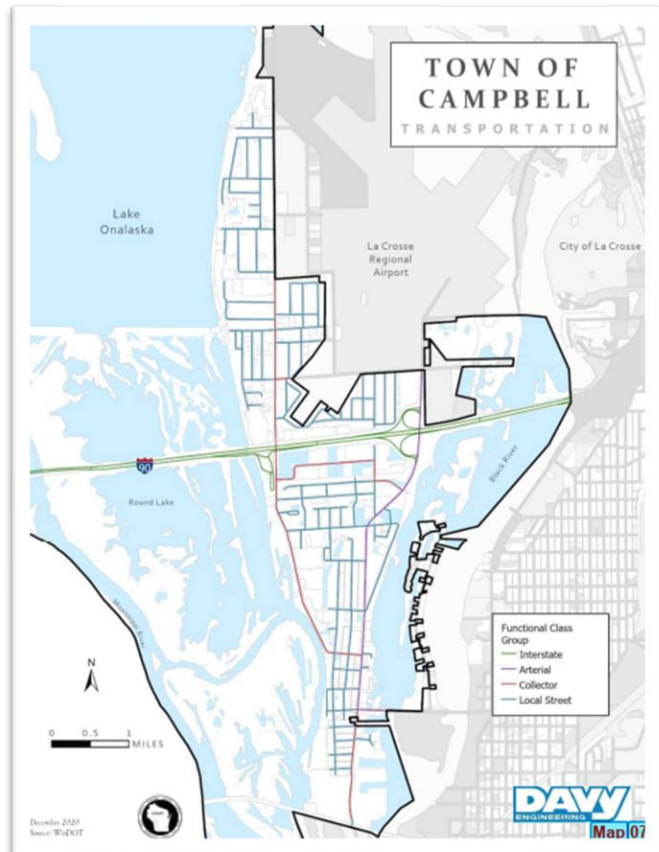 TOWN OF
CAMPBELL
TRANSPORTATION
Lake
Onalaska
La Crosse
Regional
Airport
City of La Crosse
90
Black River
Round Lake
Mississippi River
Functional Class
Group
Interstate
Arterial
Collector
Local Street
N
0 0.5 1
MILES
December 2020
Source: WisDOT
DAVY
ENGINEERING
Map 07